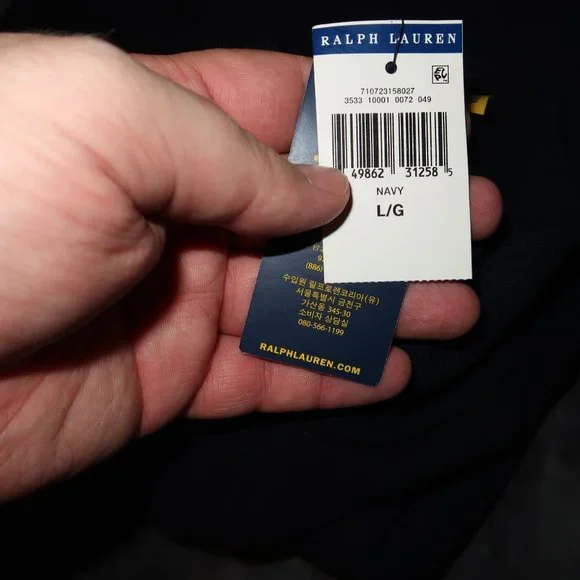 RALPH LAUREN
710723158027
3533 10001 0072 049
49862 31258 5
NAVY
L/G
(886)
수입원 랄프로렌코리아(유)
서울특별시 금천구
가산동 345-30
소비자 상담실
080-566-1199
RALPHLAUREN.COM